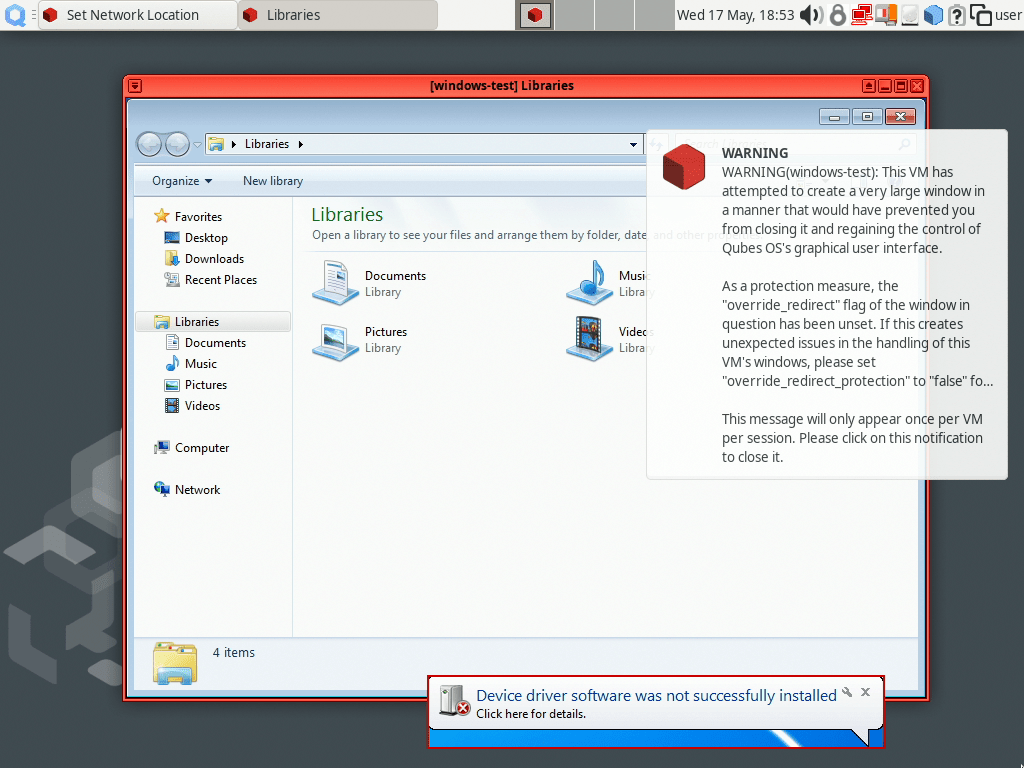 Set Network Location
Libraries
Wed 17 May, 18:53
user
[windows-test] Libraries
Libraries
Organize
New library
Favorites
Desktop
Downloads
Recent Places
Libraries
Documents
Music
Pictures
Videos
Computer
Network
Libraries
Open a library to see your files and arrange them by folder, date, and other
Documents
Library
Music
Library
Pictures
Library
Videos
Library
WARNING
WARNING(windows-test): This VM has
attempted to create a very large window in
a manner that would have prevented you
from closing it and regaining the control of
Qubes OS's graphical user interface.
As a protection measure, the
"override_redirect" flag of the window in
question has been unset. If this creates
unexpected issues in the handling of this
VM's windows, please set
"override_redirect_protection" to "false" fo...
This message will only appear once per VM
per session. Please click on this notification
to close it.
4 items
Device driver software was not successfully installed
Click here for details.